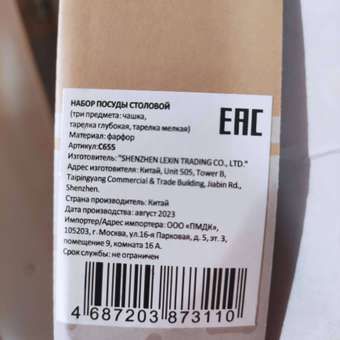 НАБОР ПОСУДЫ СТОЛОВОЙ
(три предмета: чашка,
тарелка глубокая, тарелка мелкая)
Материал: фарфор
Артикул:С655
Изготовитель: "SHENZHEN LEXIN TRADING CO., LTD."
Адрес изготовителя: Китай, Unit 505, Tower B,
Taipingyang Commercial & Trade Building, Jiabin Rd.,
Shenzhen.
Страна производитель: Китай
Дата производства: август 2023
Импортер/Адрес импортера: ООО «ПМДК»,
105203, г. Москва, ул.16-я Парковая, д. 5, эт. 3,
помещение 9, комната 16 А.
Срок службы: не ограничен
EAC
4 687203 873110